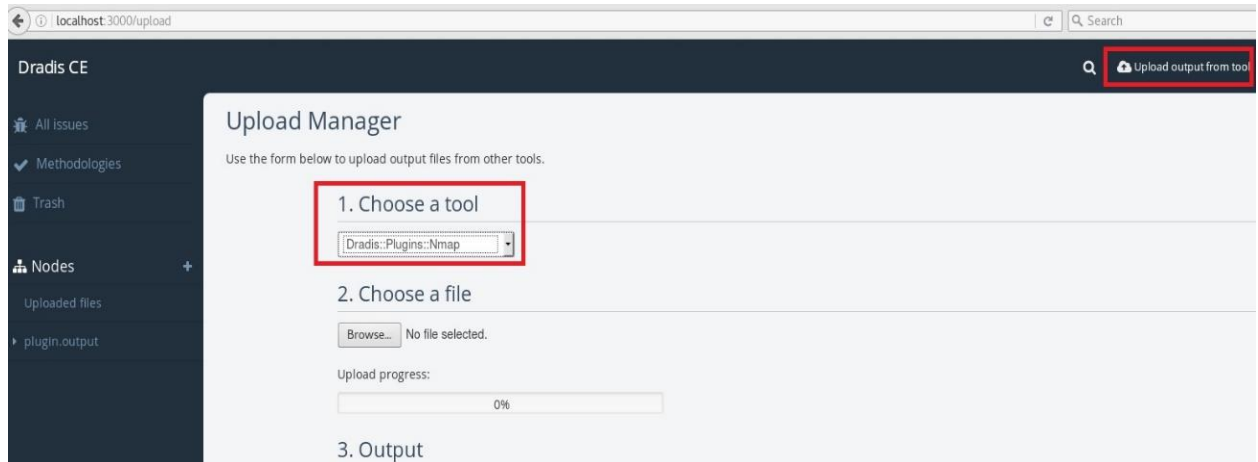 localhost:3000/upload
Search
Dradis CE
Upload output from tool
All issues
Methodologies
Trash
Nodes
Uploaded files
plugin.output
Upload Manager
Use the form below to upload output files from other tools.
1. Choose a tool
Dradis::Plugins::Nmap
2. Choose a file
Browse... No file selected.
Upload progress:
0%
3. Output